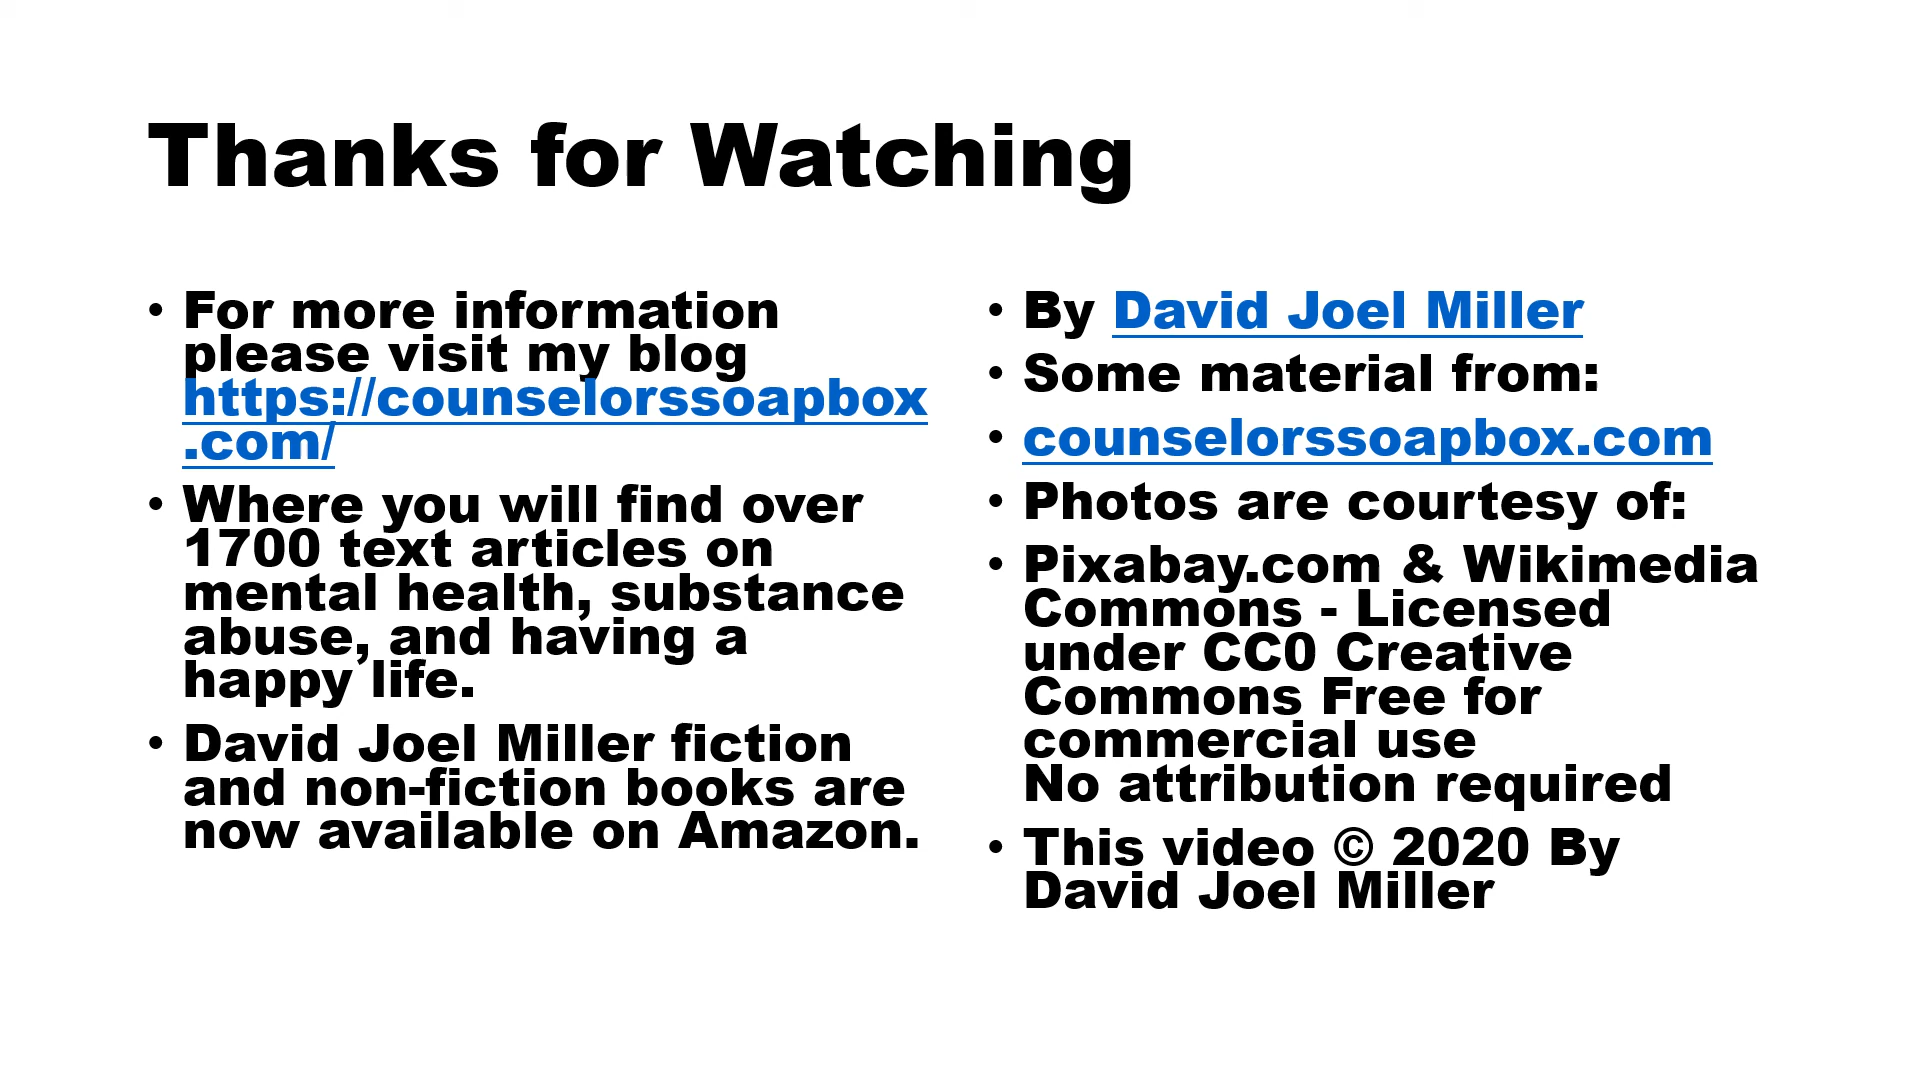 Thanks for Watching
• For more information
please visit my blog
https://counselorssoapbox
.com/
• Where you will find over
1700 text articles on
mental health, substance
abuse, and having a
happy life.
• David Joel Miller fiction
and non-fiction books are
now available on Amazon.
• By David Joel Miller
• Some material from:
• counselorssoapbox.com
• Photos are courtesy of:
• Pixabay.com & Wikimedia
Commons - Licensed
under CC0 Creative
Commons Free for
commercial use
No attribution required
• This video © 2020 By
David Joel Miller